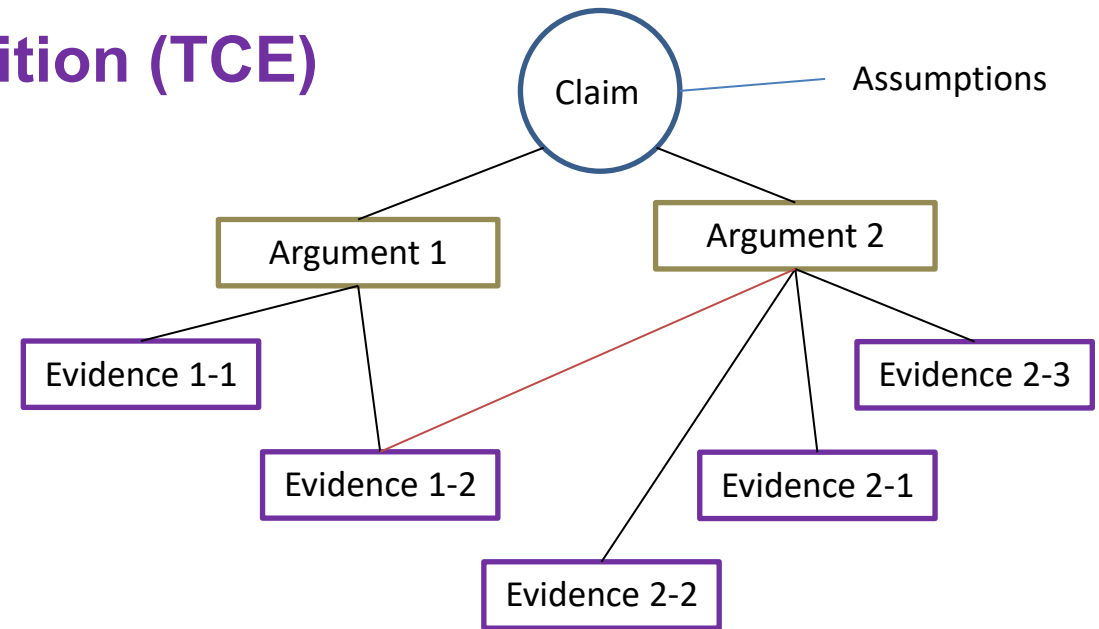 ition (TCE)
Claim
Assumptions
Argument 1
Argument 2
Evidence 1-1
Evidence 2-3
Evidence 1-2
Evidence 2-1
Evidence 2-2